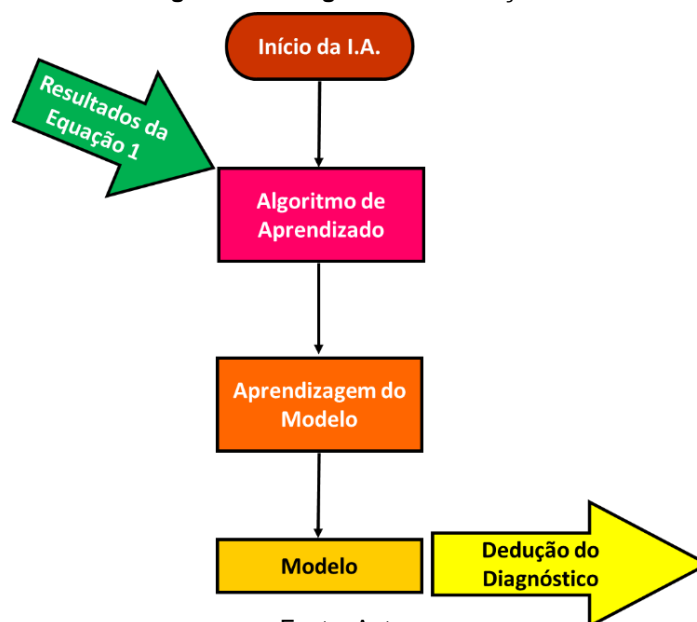 Início da I.A.
Resultados da
Equação 1
Algoritmo de
Aprendizado
Aprendizagem do
Modelo
Modelo
Dedução do
Diagnóstico